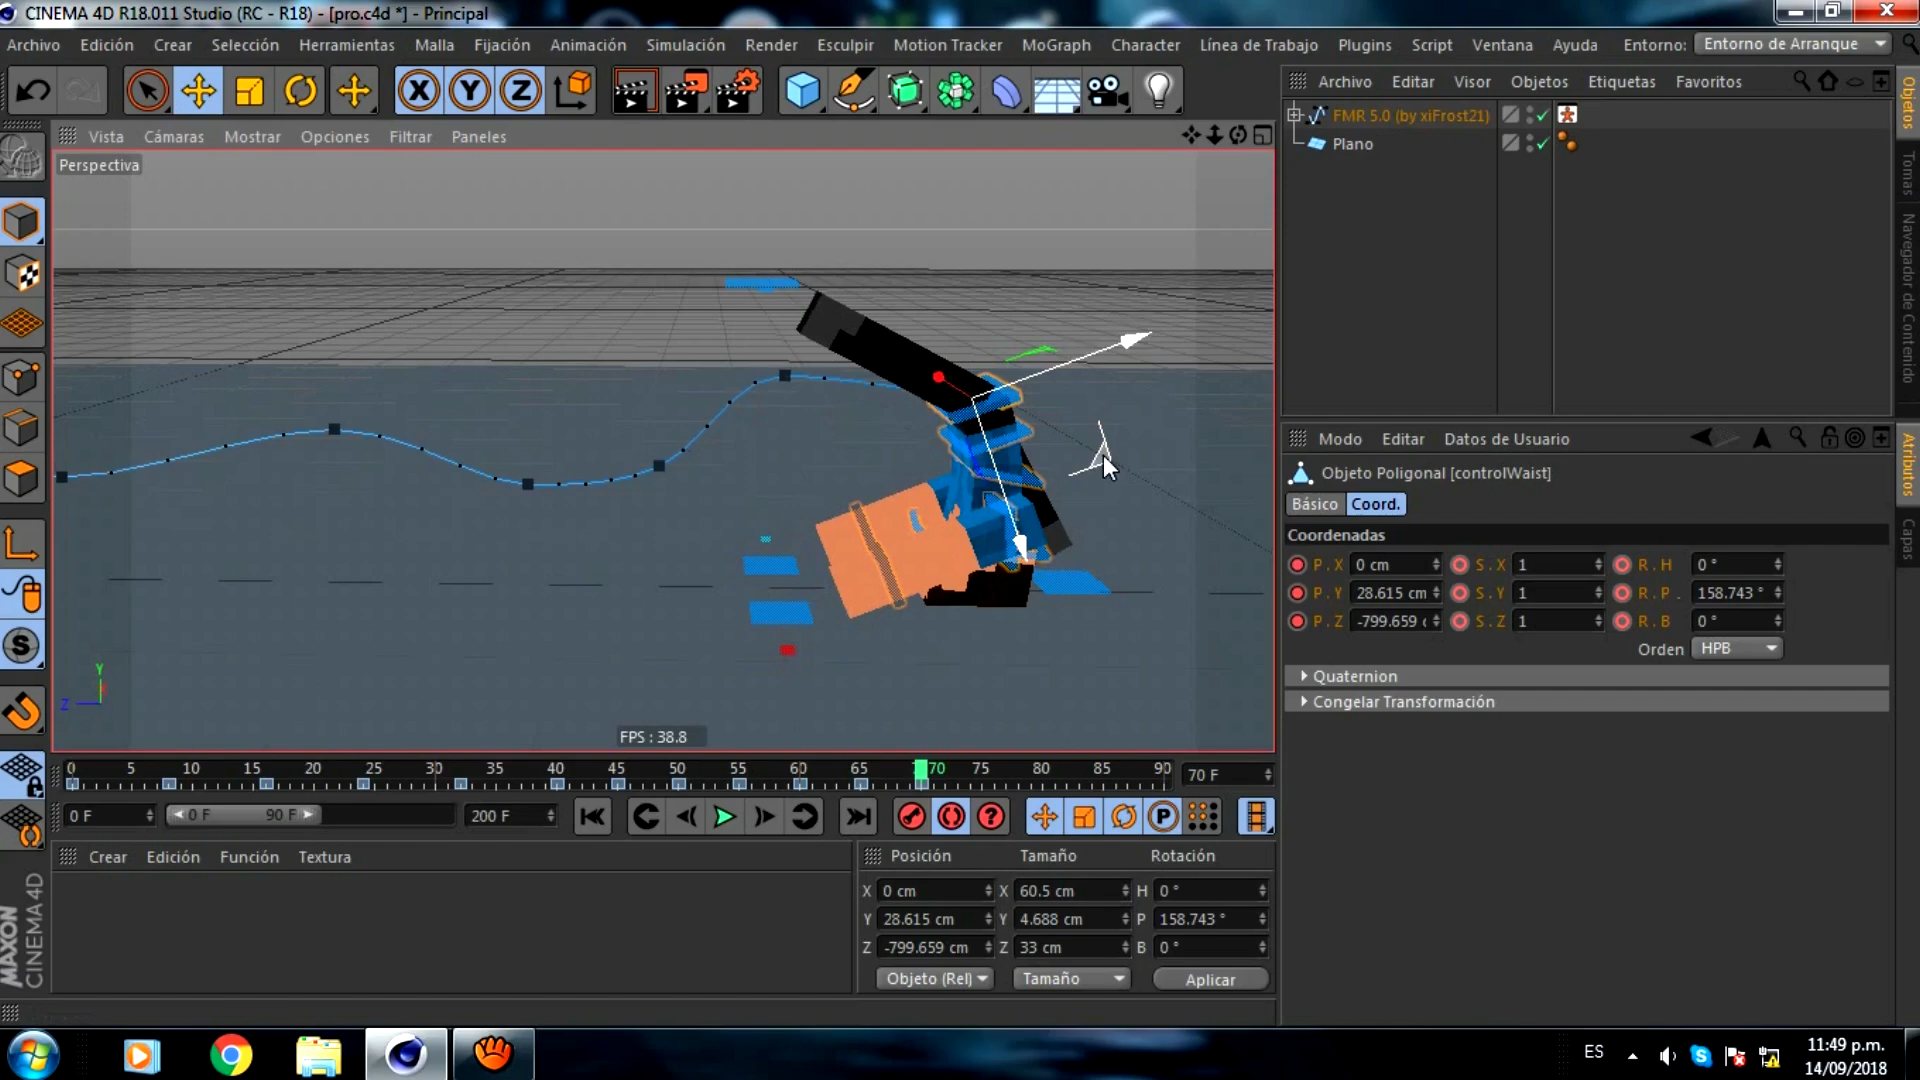 CINEMA 4D R18.011 Studio (RC - R18) - [pro.c4d *] - Principal
Archivo Edición Crear Selección Herramientas Malla Fijación Animación Simulación Render Esculpir Motion Tracker MoGraph Character Línea de Trabajo Plugins Script Ventana Ayuda Entorno: Entorno de Arranque
X Y Z
Archivo Editar Visor Objetos Etiquetas Favoritos
Objetos
Tomas
Navegador de Contenido
FMR 5.0 (by xiFrost21)
Plano
Vista Cámaras Mostrar Opciones Filtrar Paneles
Perspectiva
Y
Z
FPS : 38.8
Modo Editar Datos de Usuario
Atributos
Capas
Objeto Poligonal [controlWaist]
Básico Coord.
Coordenadas
P . X 0 cm S . X 1 R . H 0 °
P . Y 28.615 cm S . Y 1 R . P . 158.743 °
P . Z -799.659 S . Z 1 R . B 0 °
Orden HPB
Quaternion
Congelar Transformación
0 5 10 15 20 25 30 35 40 45 50 55 60 65 70 75 80 85 90 70 F
0 F 0 F 90 F 200 F
P
Crear Edición Función Textura
Posición Tamaño Rotación
X 0 cm X 60.5 cm H 0 °
Y 28.615 cm Y 4.688 cm P 158.743 °
Z -799.659 cm Z 33 cm B 0 °
Objeto (Rel) Tamaño Aplicar
MAXON
CINEMA 4D
ES
11:49 p.m.
14/09/2018